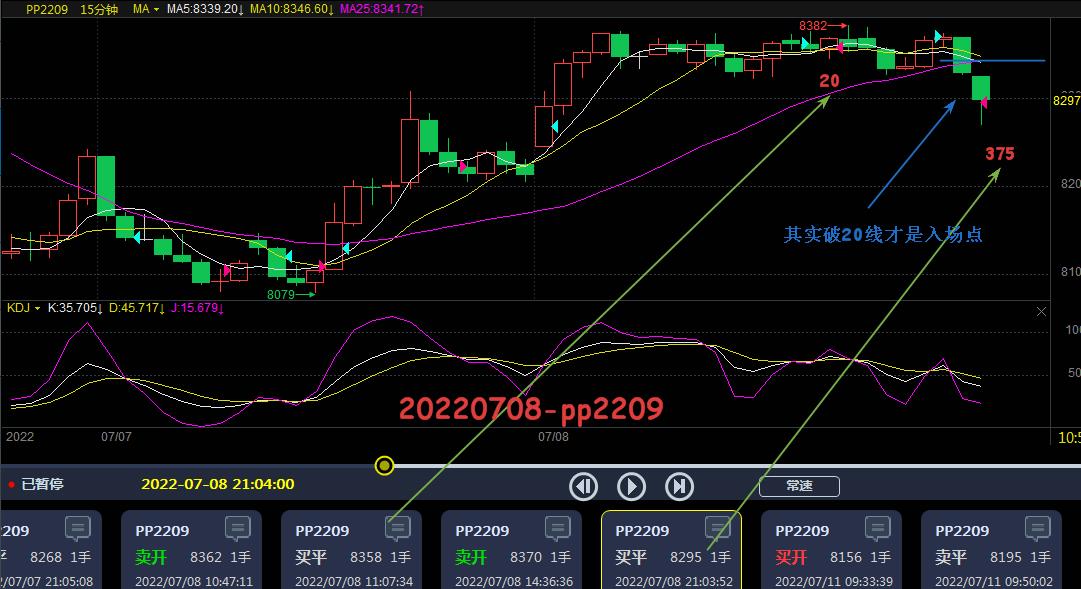 PP2209 15分钟 MA MA5:8339.20↓ MA10:8346.60↓ MA25:8341.72↑
8382
20
8297
375
820
其实破20线才是入场点
810
8079
KDJ K:35.705↓ D:45.717↓ J:15.679↓
100
50
20220708-pp2209
2022 07/07 07/08 10:5
已暂停 2022-07-08 21:04:00 常速
2209 PP2209 PP2209 PP2209 PP2209 PP2209 PP2209
平 8268 1手 卖开 8362 1手 买平 8358 1手 卖开 8370 1手 买平 8295 1手 买开 8156 1手 卖平 8195 1手
/07/07 21:05:08 2022/07/08 10:47:11 2022/07/08 11:07:34 2022/07/08 14:36:36 2022/07/08 21:03:52 2022/07/11 09:33:39 2022/07/11 09:50:02